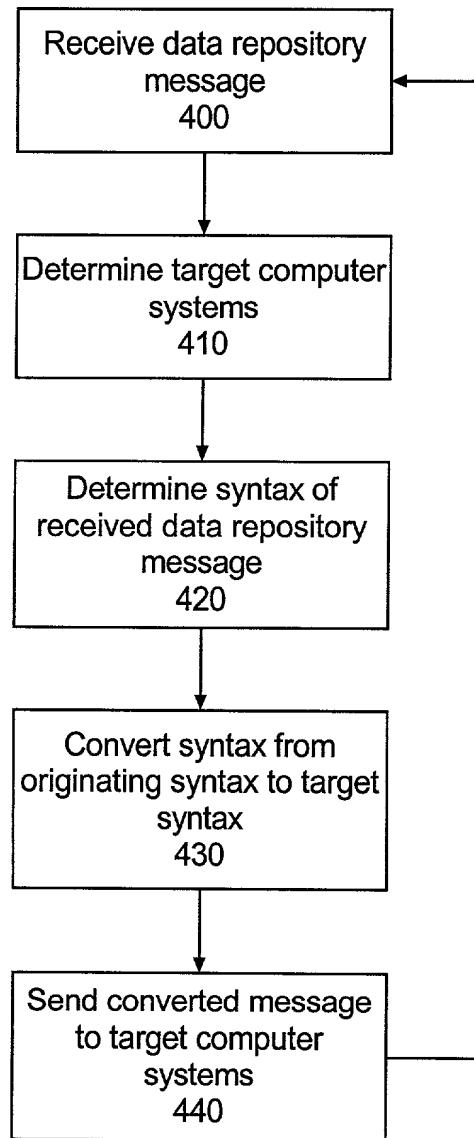 Receive data repository
message
400
Determine target computer
systems
410
Determine syntax of
received data repository
message
420
Convert syntax from
originating syntax to target
syntax
430
Send converted message
to target computer
systems
440